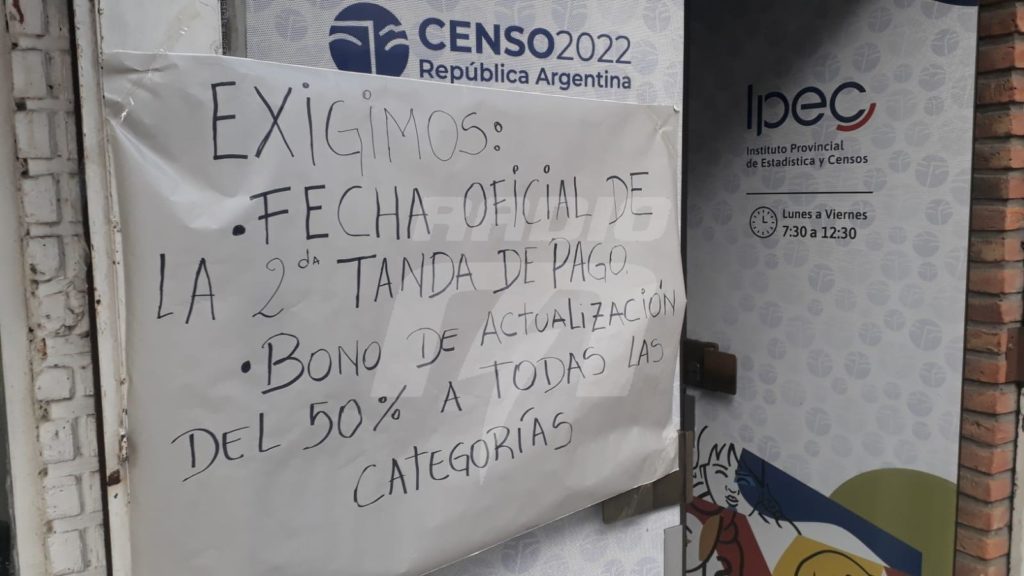 CENSO2022
República Argentina
EXIGIMOS:
• FECHA OFICIAL DE
LA 2da TANDA DE PAGO.
• BONO DE ACTUALIZACIÓN
DEL 50% A TODAS LAS
CATEGORÍAS
Ipec
Instituto Provincial
de Estadística y Censos
Lunes a Viernes
7:30 a 12:30
RADIO